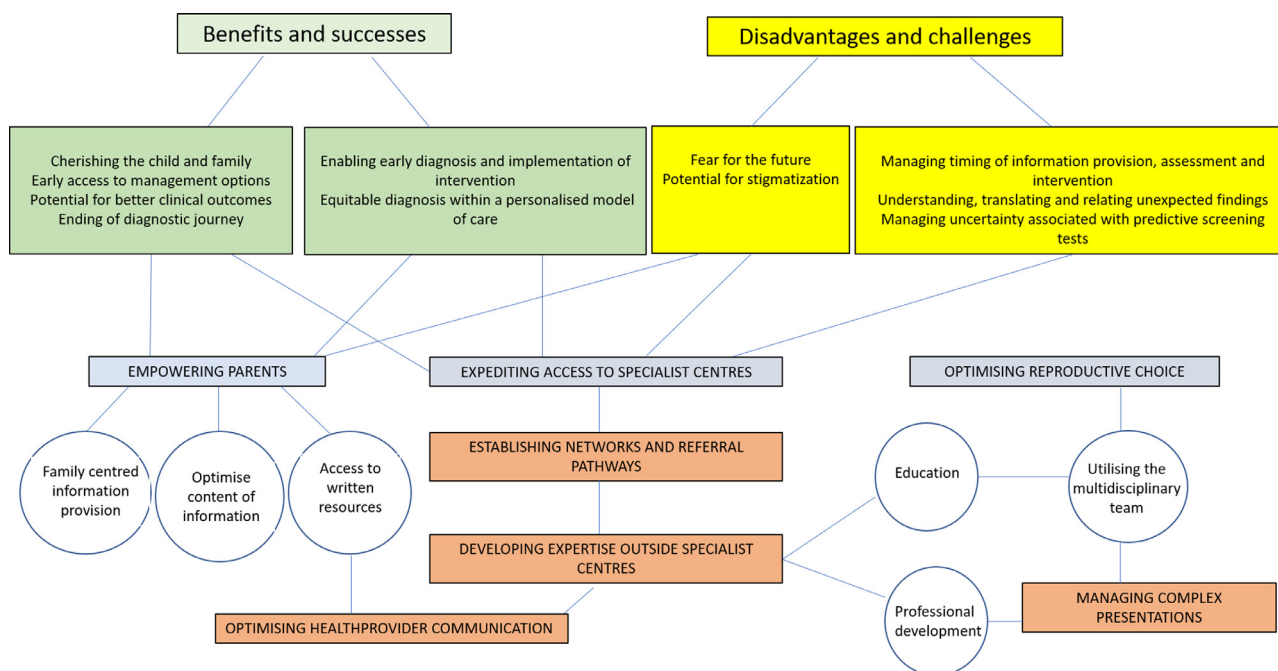 Benefits and successes
Disadvantages and challenges
Cherishing the child and family
Early access to management options
Potential for better clinical outcomes
Ending of diagnostic journey
Enabling early diagnosis and implementation of
intervention
Equitable diagnosis within a personalised model
of care
Fear for the future
Potential for stigmatization
Managing timing of information provision, assessment and
intervention
Understanding, translating and relating unexpected findings
Managing uncertainty associated with predictive screening
tests
EMPOWERING PARENTS
EXPEDITING ACCESS TO SPECIALIST CENTRES
OPTIMISING REPRODUCTIVE CHOICE
Family centred
information
provision
Optimise
content of
information
Access to
written
resources
ESTABLISHING NETWORKS AND REFERRAL
PATHWAYS
Education
Utilising the
multidisciplinary
team
DEVELOPING EXPERTISE OUTSIDE SPECIALIST
CENTRES
OPTIMISING HEALTHPROVIDER COMMUNICATION
Professional
development
MANAGING COMPLEX
PRESENTATIONS